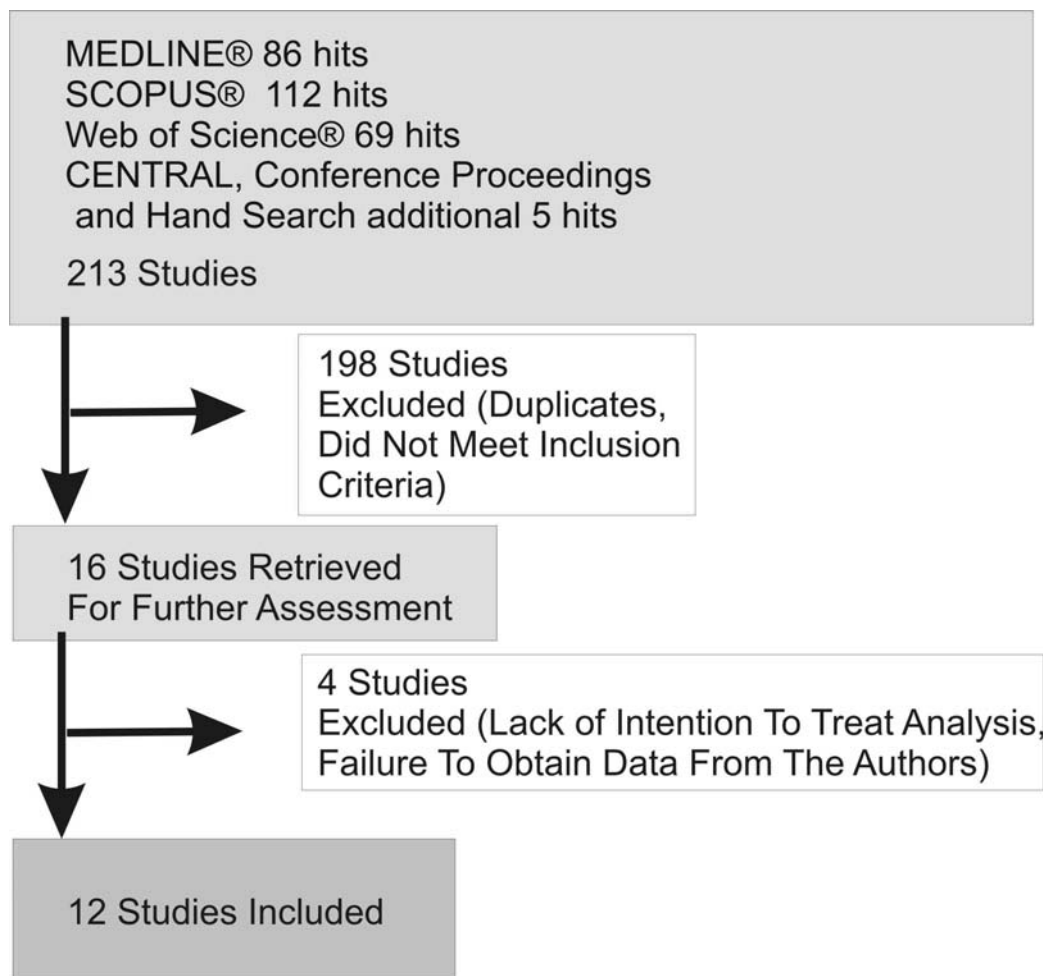 MEDLINE® 86 hits
SCOPUS® 112 hits
Web of Science® 69 hits
CENTRAL, Conference Proceedings
and Hand Search additional 5 hits
213 Studies
198 Studies
Excluded (Duplicates,
Did Not Meet Inclusion
Criteria)
16 Studies Retrieved
For Further Assessment
4 Studies
Excluded (Lack of Intention To Treat Analysis,
Failure To Obtain Data From The Authors)
12 Studies Included